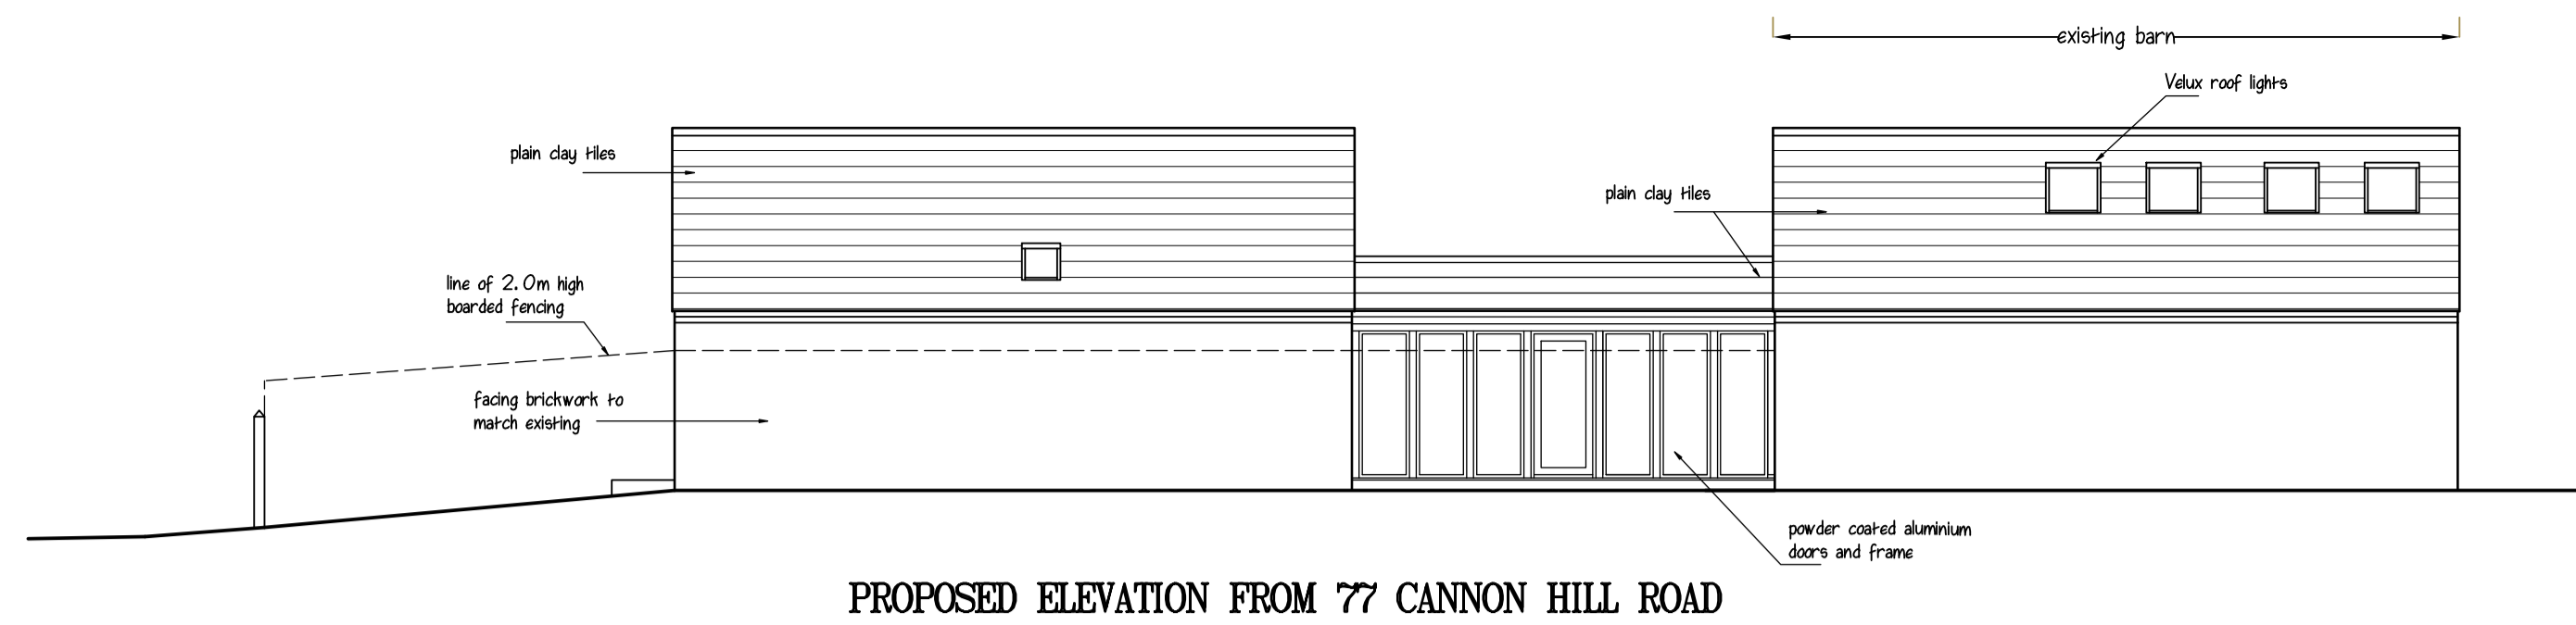 existing barn
Velux roof lights
plain clay tiles
plain clay tiles
line of 2.0m high
boarded fencing
facing brickwork to
match existing
powder coated aluminium
doors and frame
PROPOSED ELEVATION FROM 77 CANNON HILL ROAD